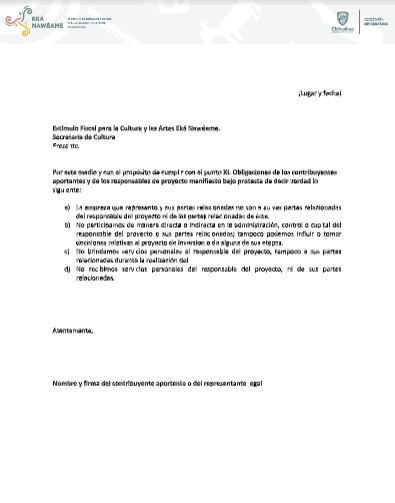 EKÁ
NAWÉAME
Chihuahua
SECRETARÍA
DE CULTURA
(Lugar y fecha)
Estímulo Fiscal para la Cultura y las Artes Eká Nawéame.
Secretaría de Cultura
Presente.
Por este medio y con el propósito de cumplir con el punto XI. Obligaciones de los contribuyentes
aportantes y de los responsables de proyecto manifiesto bajo protesta de decir verdad lo
siguiente:
a) La empresa que represento y sus partes relacionadas no son a su vez partes relacionadas
del responsable del proyecto ni de las partes relacionadas de éste.
b) No participamos de manera directa o indirecta en la administración, control o capital del
responsable del proyecto o sus partes relacionadas; tampoco podemos influir o tomar
decisiones relativas al proyecto de inversión o de alguna de sus etapas.
c) No brindamos servicios personales al responsable del proyecto, tampoco a sus partes
relacionadas durante la realización del
d) No recibimos servicios personales del responsable del proyecto, ni de sus partes
relacionadas.
Atentamente,
Nombre y firma del contribuyente aportante o del representante legal